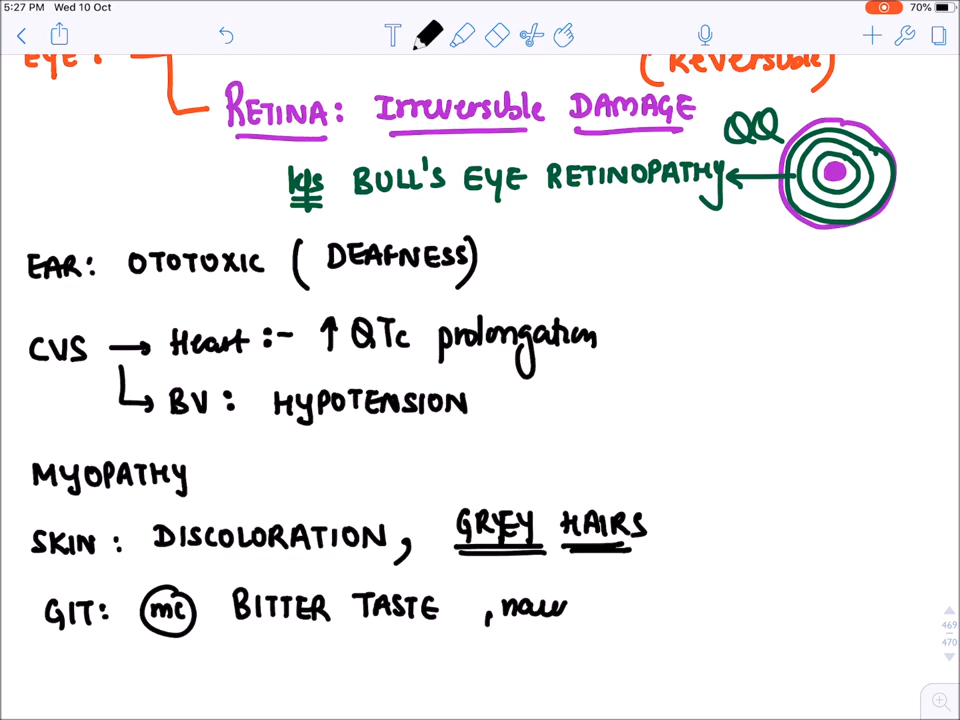 5:27 PM Wed 10 Oct 70%
T
EYE: (Reversible)
RETINA: Irreversible DAMAGE
k/s BULL'S EYE RETINOPATHY QQ
EAR: OTOTOXIC (DEAFNESS)
CVS → Heart :- ↑ QTc prolongation
BV : HYPOTENSION
MYOPATHY
SKIN : DISCOLORATION, GREY HAIRS
GIT: mc BITTER TASTE , naus
469
470